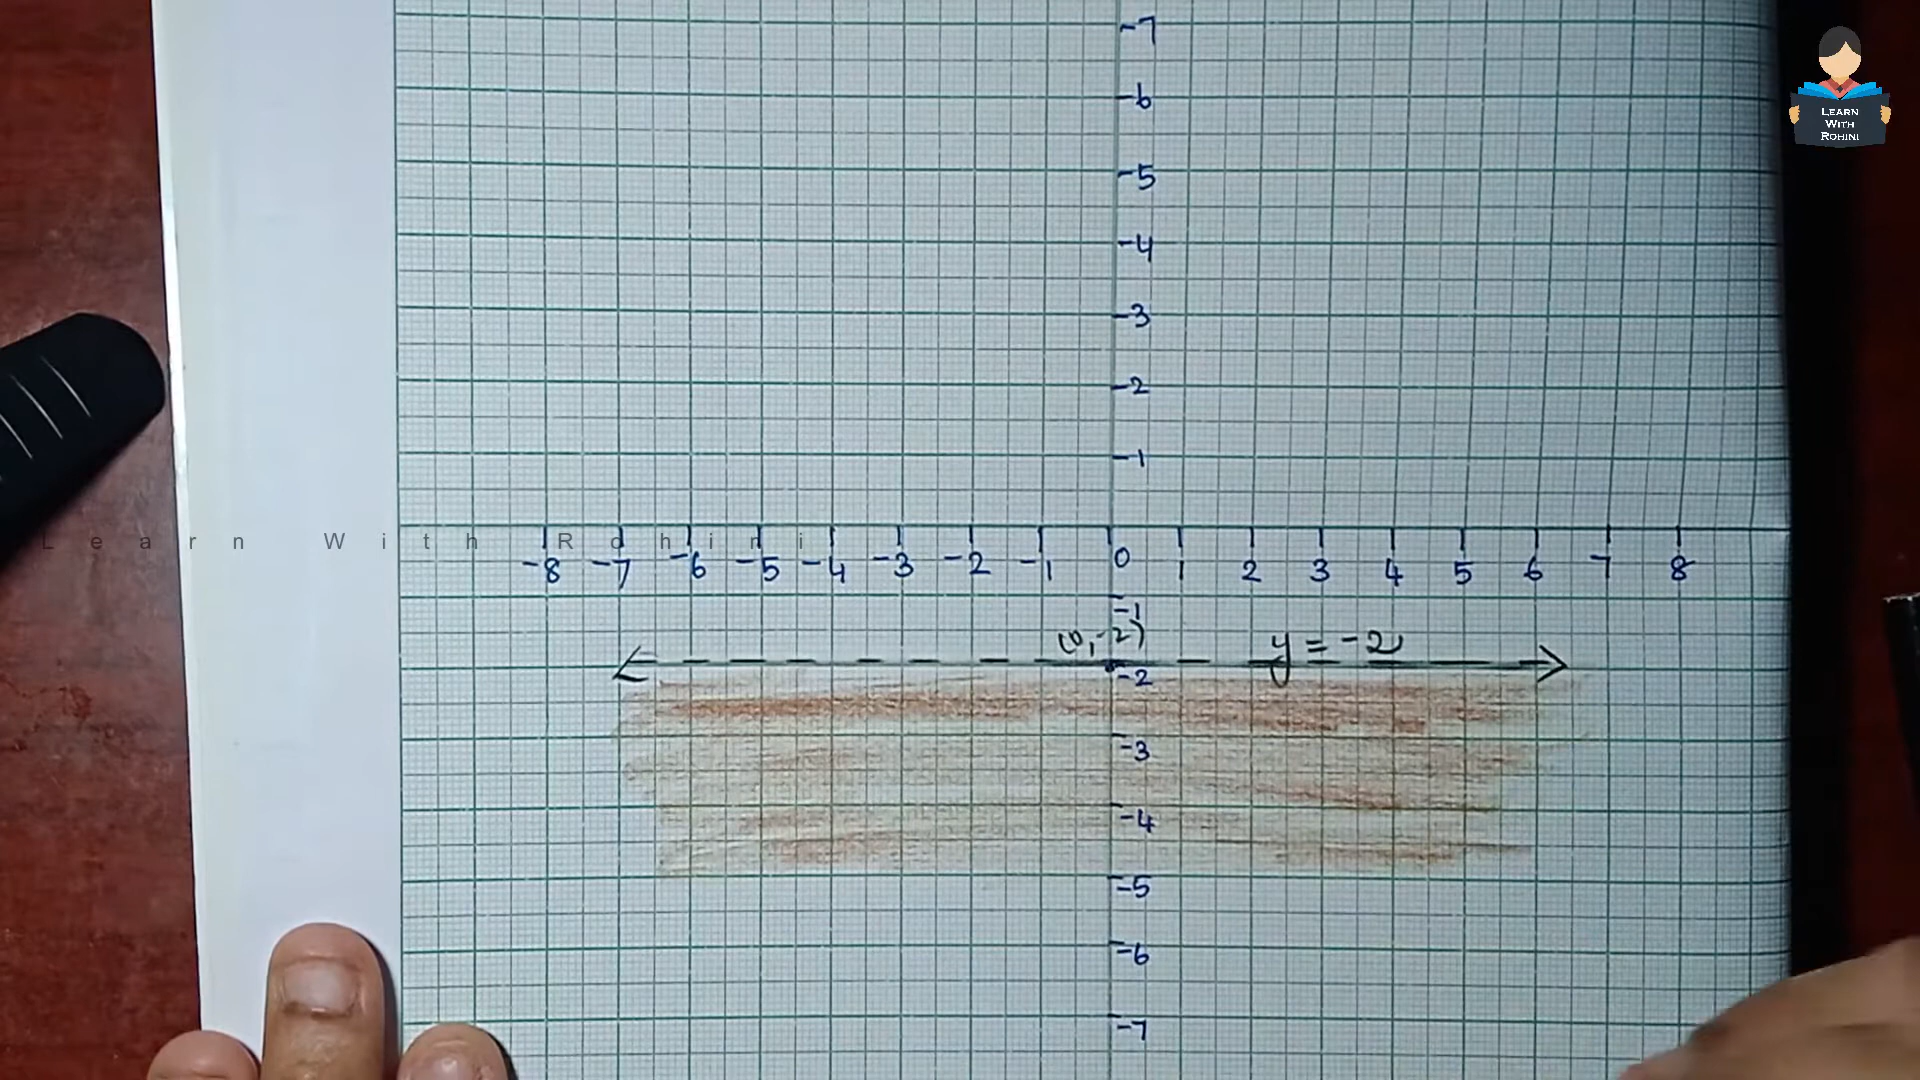 -7
LEARN
WITH
ROHINI
-6
-5
-4
-3
-2
-1
Learn With Rohini
-8 -7 -6 -5 -4 -3 -2 -1 0 1 2 3 4 5 6 7 8
-1
(0,-2) y = -2
-2
-3
-4
-5
-6
-7